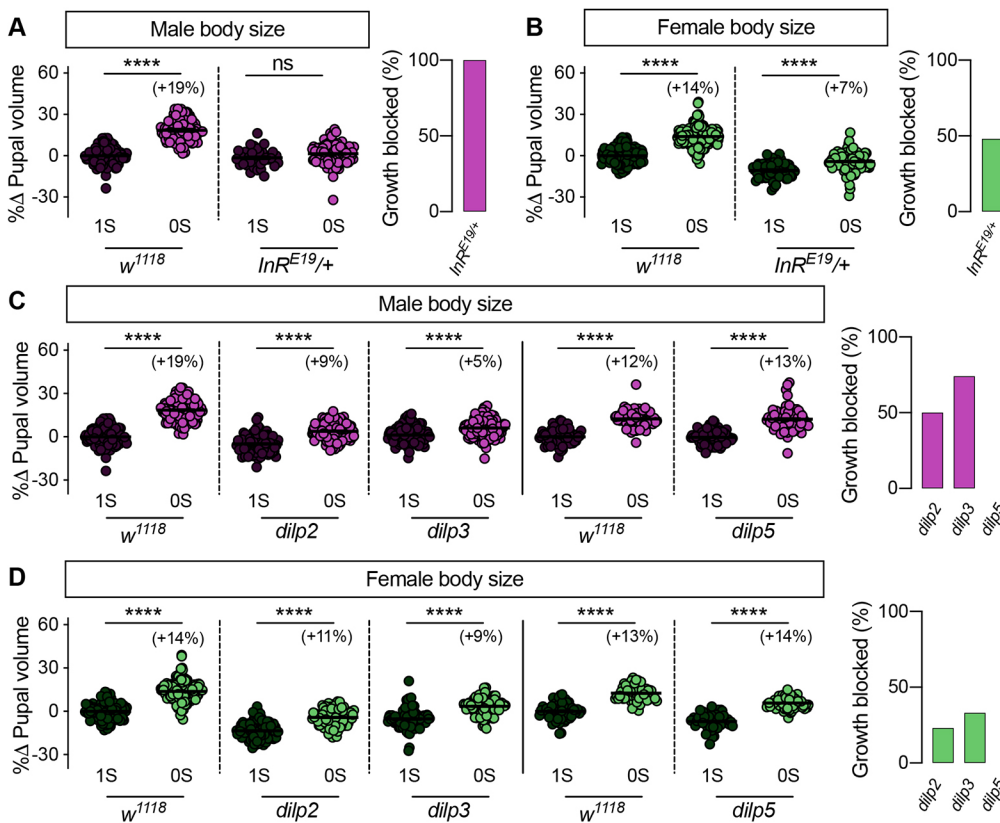 A
Male body size
%Δ Pupal volume
60
30
0
-30
****
(+19%)
ns
1S
0S
1S
0S
w1118
InRE19/+
Growth blocked (%)
100
50
0
InRE19/+
B
Female body size
%Δ Pupal volume
60
30
0
-30
****
(+14%)
****
(+7%)
1S
0S
1S
0S
w1118
InRE19/+
Growth blocked (%)
100
50
0
InRE19/+
C
Male body size
%Δ Pupal volume
60
30
0
-30
****
(+19%)
****
(+9%)
****
(+5%)
****
(+12%)
****
(+13%)
1S
0S
1S
0S
1S
0S
1S
0S
1S
0S
w1118
dilp2
dilp3
w1118
dilp5
Growth blocked (%)
100
50
0
dilp2
dilp3
dilp5
D
Female body size
%Δ Pupal volume
60
30
0
-30
****
(+14%)
****
(+11%)
****
(+9%)
****
(+13%)
****
(+14%)
1S
0S
1S
0S
1S
0S
1S
0S
1S
0S
w1118
dilp2
dilp3
w1118
dilp5
Growth blocked (%)
100
50
0
dilp2
dilp3
dilp5